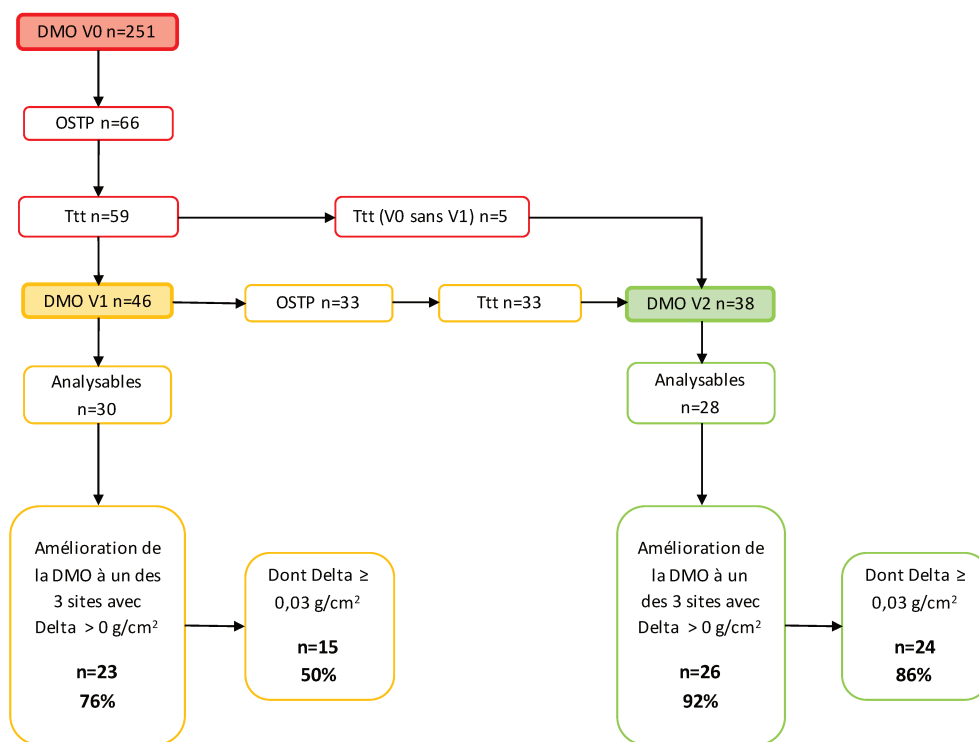 DMO V0 n=251
OSTP n=66
Ttt n=59
Ttt (V0 sans V1) n=5
DMO V1 n=46
OSTP n=33
Ttt n=33
DMO V2 n=38
Analysables
n=30
Analysables
n=28
Amélioration de
la DMO à un des
3 sites avec
Delta > 0 g/cm²
n=23
76%
Dont Delta ≥
0,03 g/cm²
n=15
50%
Amélioration de
la DMO à un
des 3 sites avec
Delta > 0 g/cm²
n=26
92%
Dont Delta ≥
0,03 g/cm²
n=24
86%